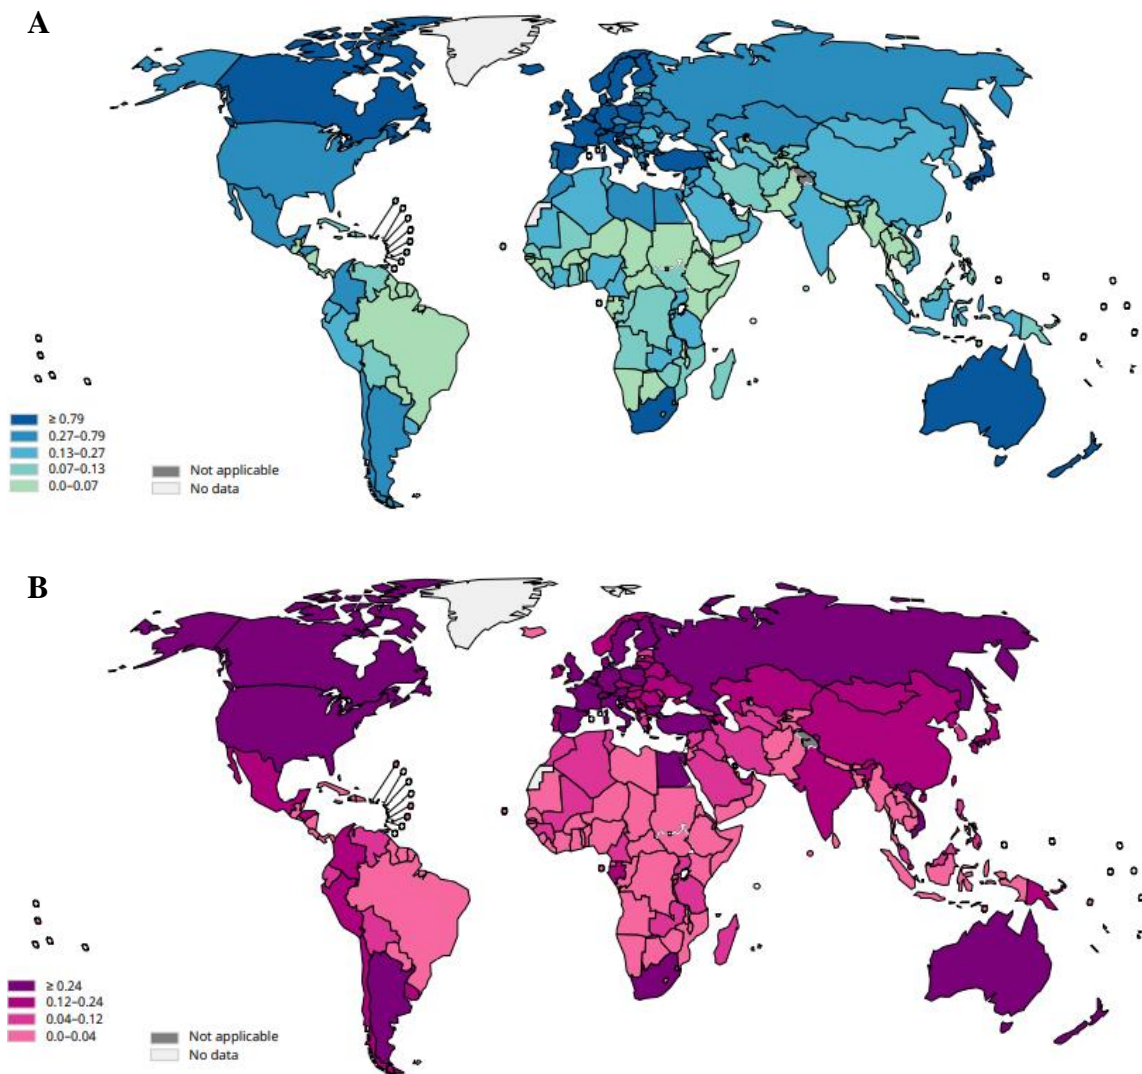 A
≥ 0.79
0.27–0.79
0.13–0.27
0.07–0.13
0.0–0.07
Not applicable
No data
B
≥ 0.24
0.12–0.24
0.04–0.12
0.0–0.04
Not applicable
No data